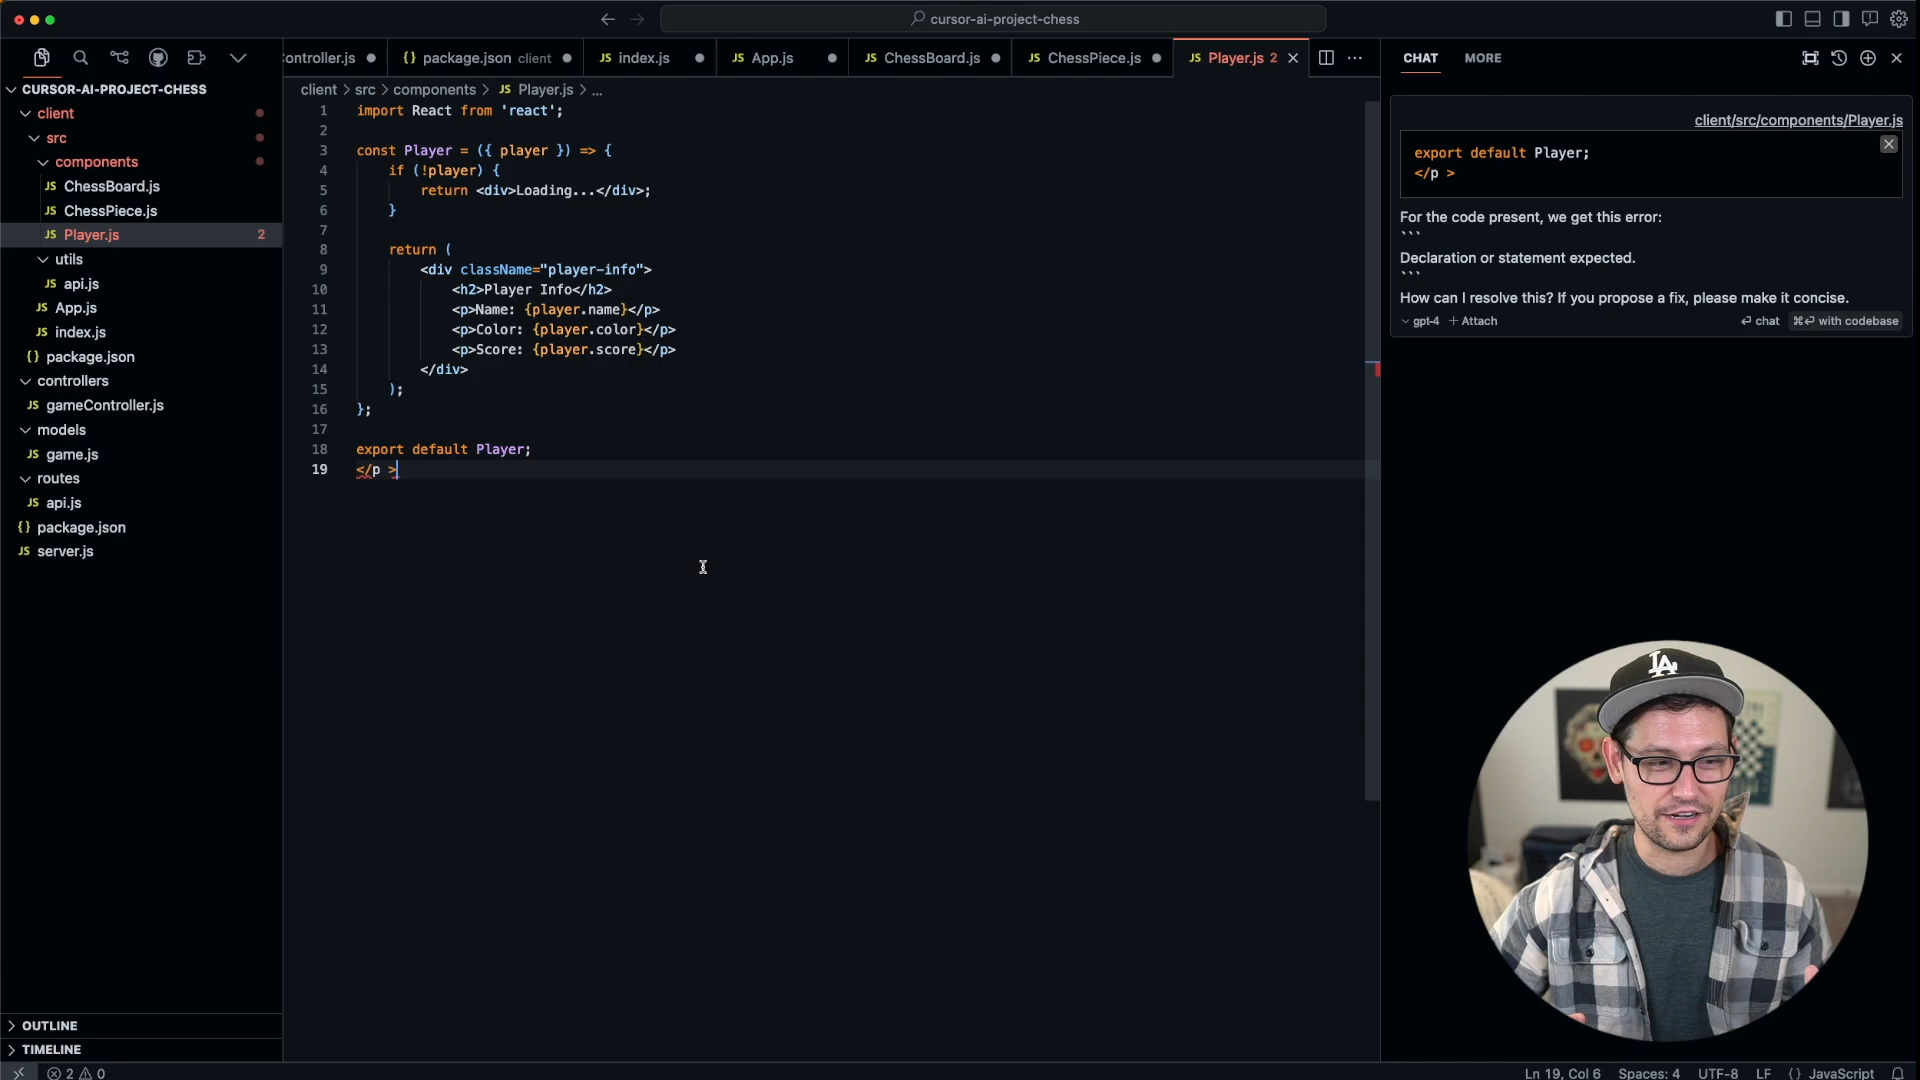 cursor-ai-project-chess
ontroller.js
{} package.json client
JS index.js
JS App.js
JS ChessBoard.js
JS ChessPiece.js
JS Player.js 2
CHAT
MORE
CURSOR-AI-PROJECT-CHESS
client
src
components
JS ChessBoard.js
JS ChessPiece.js
JS Player.js 2
utils
JS api.js
JS App.js
JS index.js
{} package.json
controllers
JS gameController.js
models
JS game.js
routes
JS api.js
{} package.json
JS server.js
OUTLINE
TIMELINE
client > src > components > JS Player.js > ...
1 import React from 'react';
2
3 const Player = ({ player }) => {
4 if (!player) {
5 return <div>Loading...</div>;
6 }
7
8 return (
9 <div className="player-info">
10 <h2>Player Info</h2>
11 <p>Name: {player.name}</p>
12 <p>Color: {player.color}</p>
13 <p>Score: {player.score}</p>
14 </div>
15 );
16 };
17
18 export default Player;
19 </p >
client/src/components/Player.js
export default Player;
</p >
For the code present, we get this error:
```
Declaration or statement expected.
```
How can I resolve this? If you propose a fix, please make it concise.
gpt-4 + Attach
chat
⌘ with codebase
LA
2 0
Ln 19, Col 6 Spaces: 4 UTF-8 LF {} JavaScript